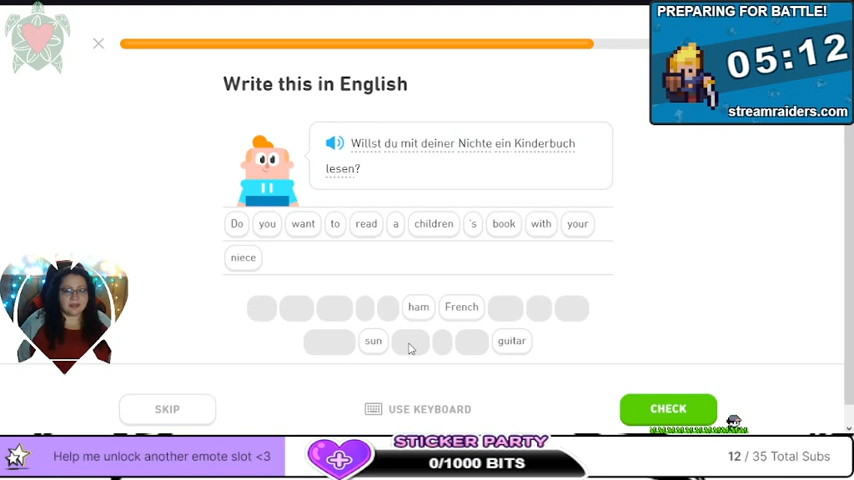 PREPARING FOR BATTLE!
05:12
streamraiders.com
Write this in English
Willst du mit deiner Nichte ein Kinderbuch
lesen?
Do you want to read a children 's book with your
niece
ham French
sun guitar
SKIP
USE KEYBOARD
CHECK
Help me unlock another emote slot <3
STICKER PARTY
0/1000 BITS
12 / 35 Total Subs